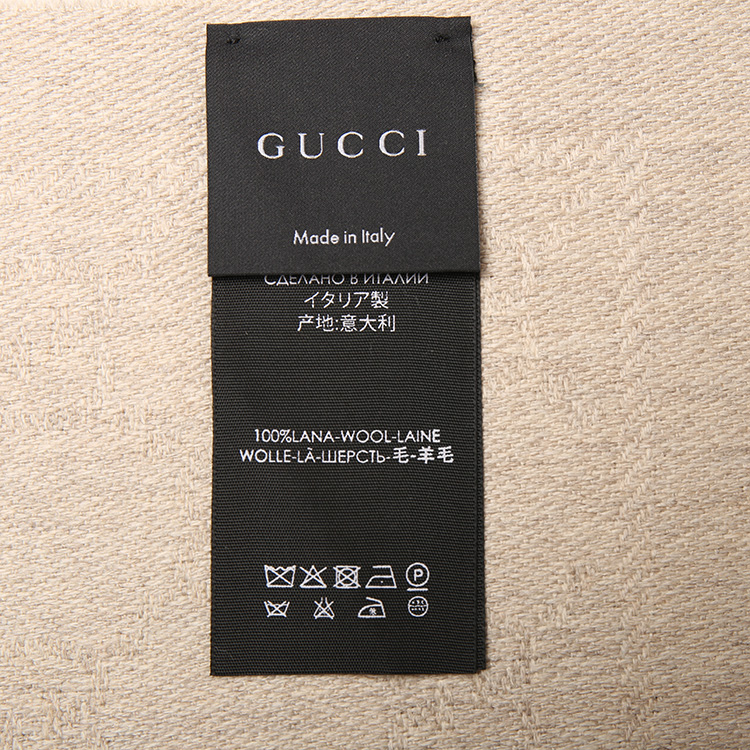 GUCCI
Made in Italy
СДЕЛАНО В ИТАЛИИ
イタリア製
产地:意大利
100%LANA-WOOL-LAINE
WOLLE-LÀ-ШЕРСТЬ-毛-羊毛
P